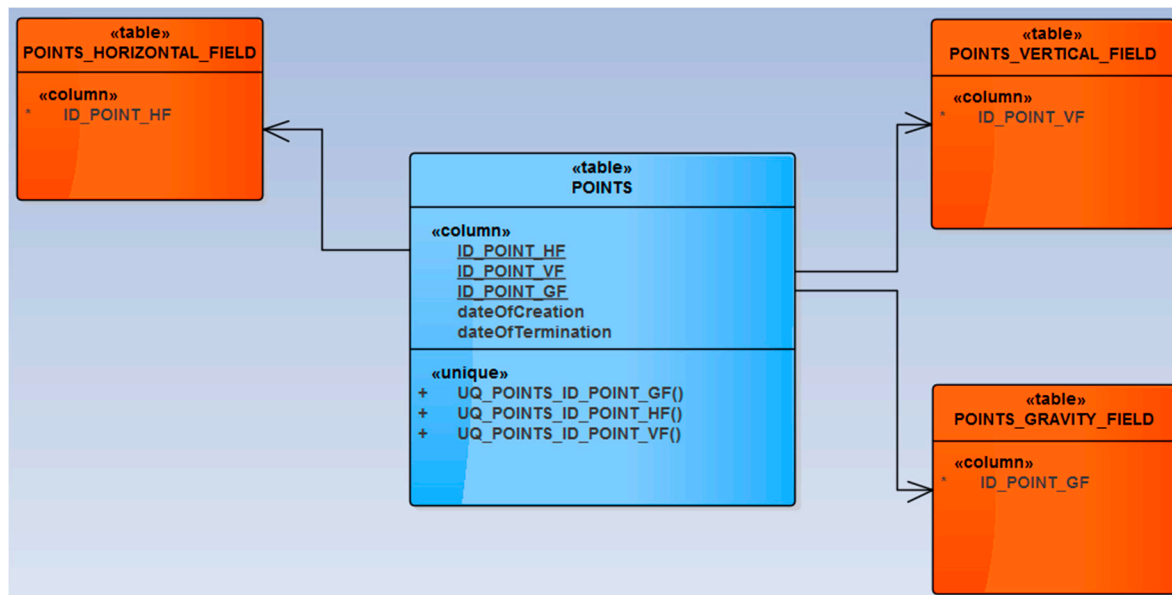 «table»
POINTS_HORIZONTAL_FIELD
«column»
* ID_POINT_HF
«table»
POINTS_VERTICAL_FIELD
«column»
* ID_POINT_VF
«table»
POINTS
«column»
ID_POINT_HF
ID_POINT_VF
ID_POINT_GF
dateOfCreation
dateOfTermination
«unique»
+ UQ_POINTS_ID_POINT_GF()
+ UQ_POINTS_ID_POINT_HF()
+ UQ_POINTS_ID_POINT_VF()
«table»
POINTS_GRAVITY_FIELD
«column»
* ID_POINT_GF